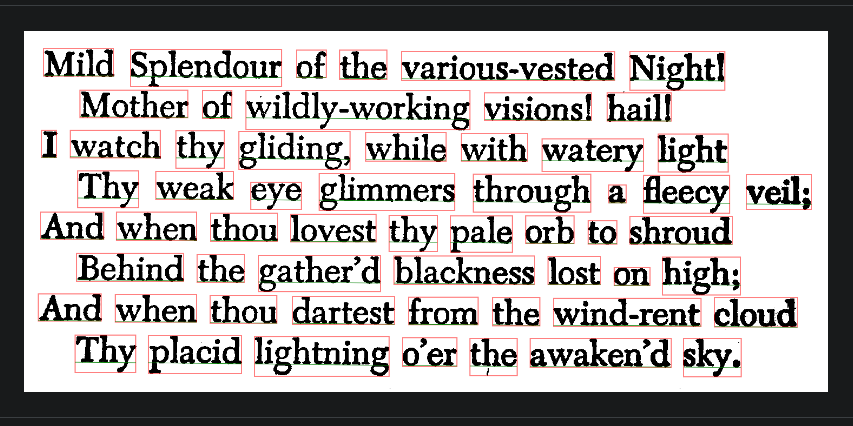 Mild Splendour of the various-vested Night!
Mother of wildly-working visions! hail!
I watch thy gliding, while with watery light
Thy weak eye glimmers through a fleecy veil;
And when thou lovest thy pale orb to shroud
Behind the gather'd blackness lost on high;
And when thou dartest from the wind-rent cloud
Thy placid lightning o'er the awaken'd sky.